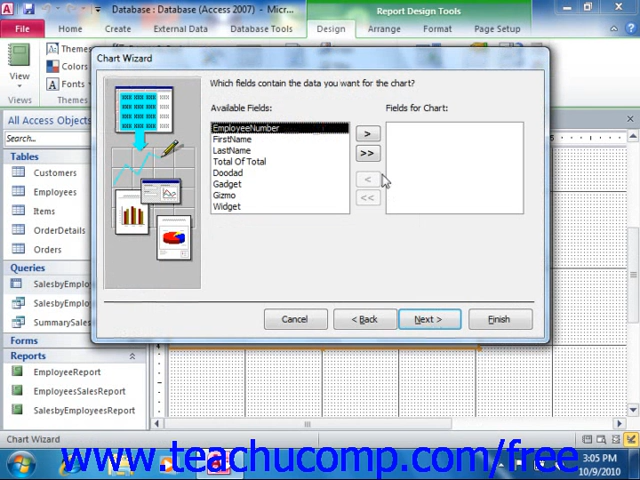 Database : Database (Access 2007) - Mic...
Report Design Tools
File
Home
Create
External Data
Database Tools
Design
Arrange
Format
Page Setup
View
Views
Themes
Colors
Fonts
Themes
Chart Wizard
Which fields contain the data you want for the chart?
Available Fields:
Fields for Chart:
EmployeeNumber
FirstName
LastName
Total Of Total
Doodad
Gadget
Gizmo
Widget
>
>>
<
<<
Cancel
< Back
Next >
Finish
All Access Objects
Search...
Tables
Customers
Employees
Items
OrderDetails
Orders
Queries
SalesbyEmplo
SalesbyEmplo
SummarySales
Forms
Reports
EmployeeReport
EmployeesSalesReport
SalesbyEmployeesReport
Chart Wizard
www.teachucomp.com/free
3:05 PM
10/9/2010